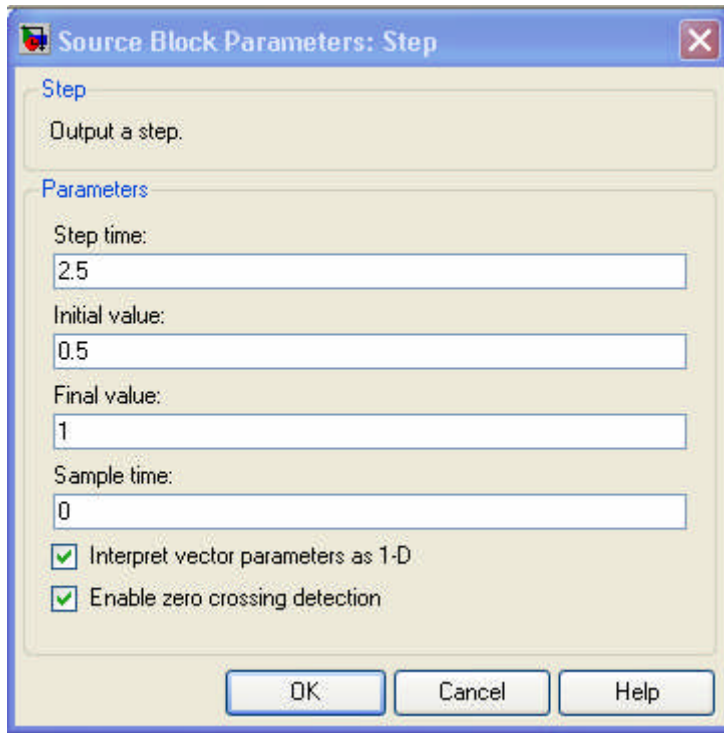 Source Block Parameters: Step
Step
Output a step.
Parameters
Step time:
2.5
Initial value:
0.5
Final value:
1
Sample time:
0
Interpret vector parameters as 1-D
Enable zero crossing detection
OK Cancel Help